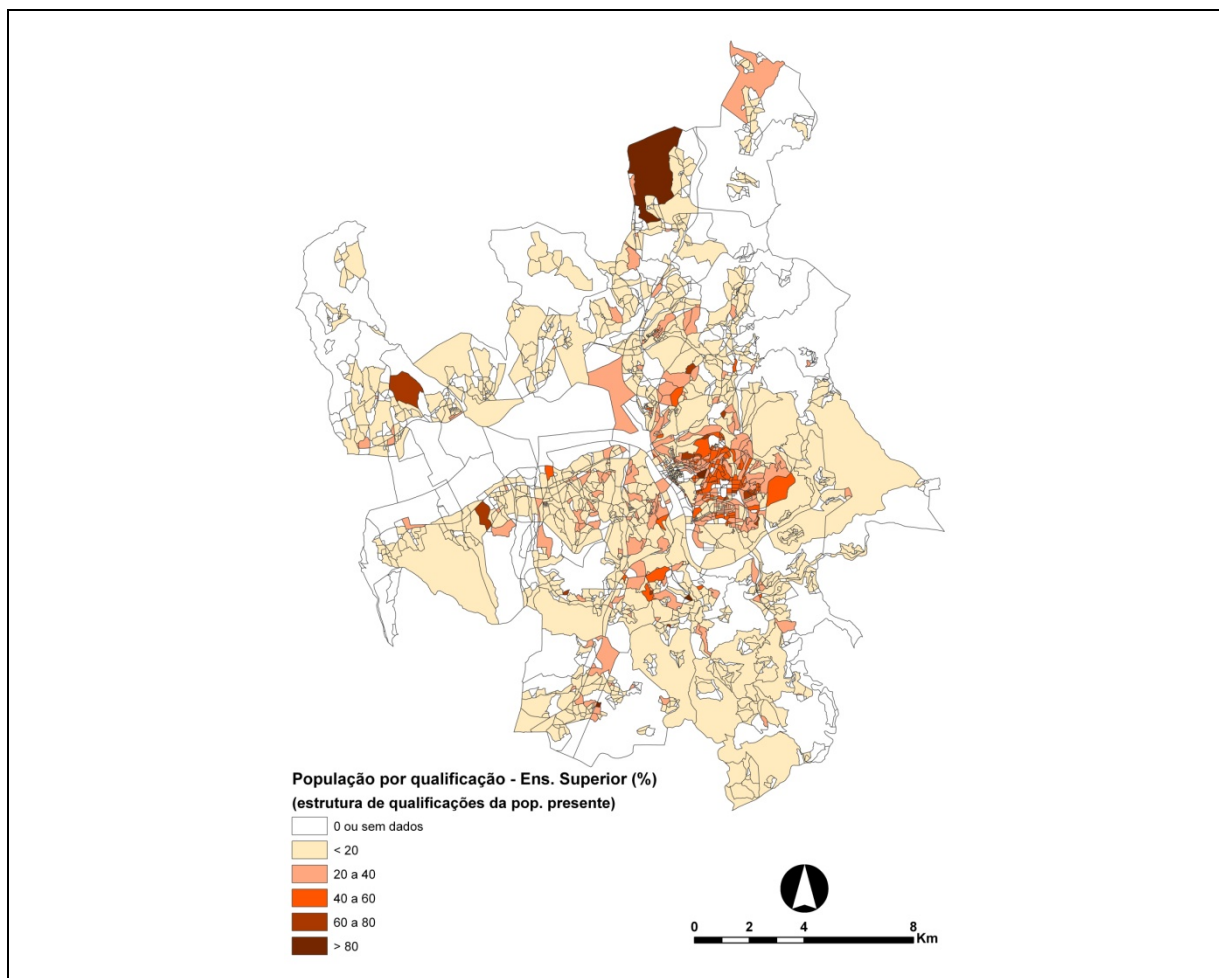 População por qualificação - Ens. Superior (%)
(estrutura de qualificações da pop. presente)
0 ou sem dados
< 20
20 a 40
40 a 60
60 a 80
> 80
0 2 4 8
Km